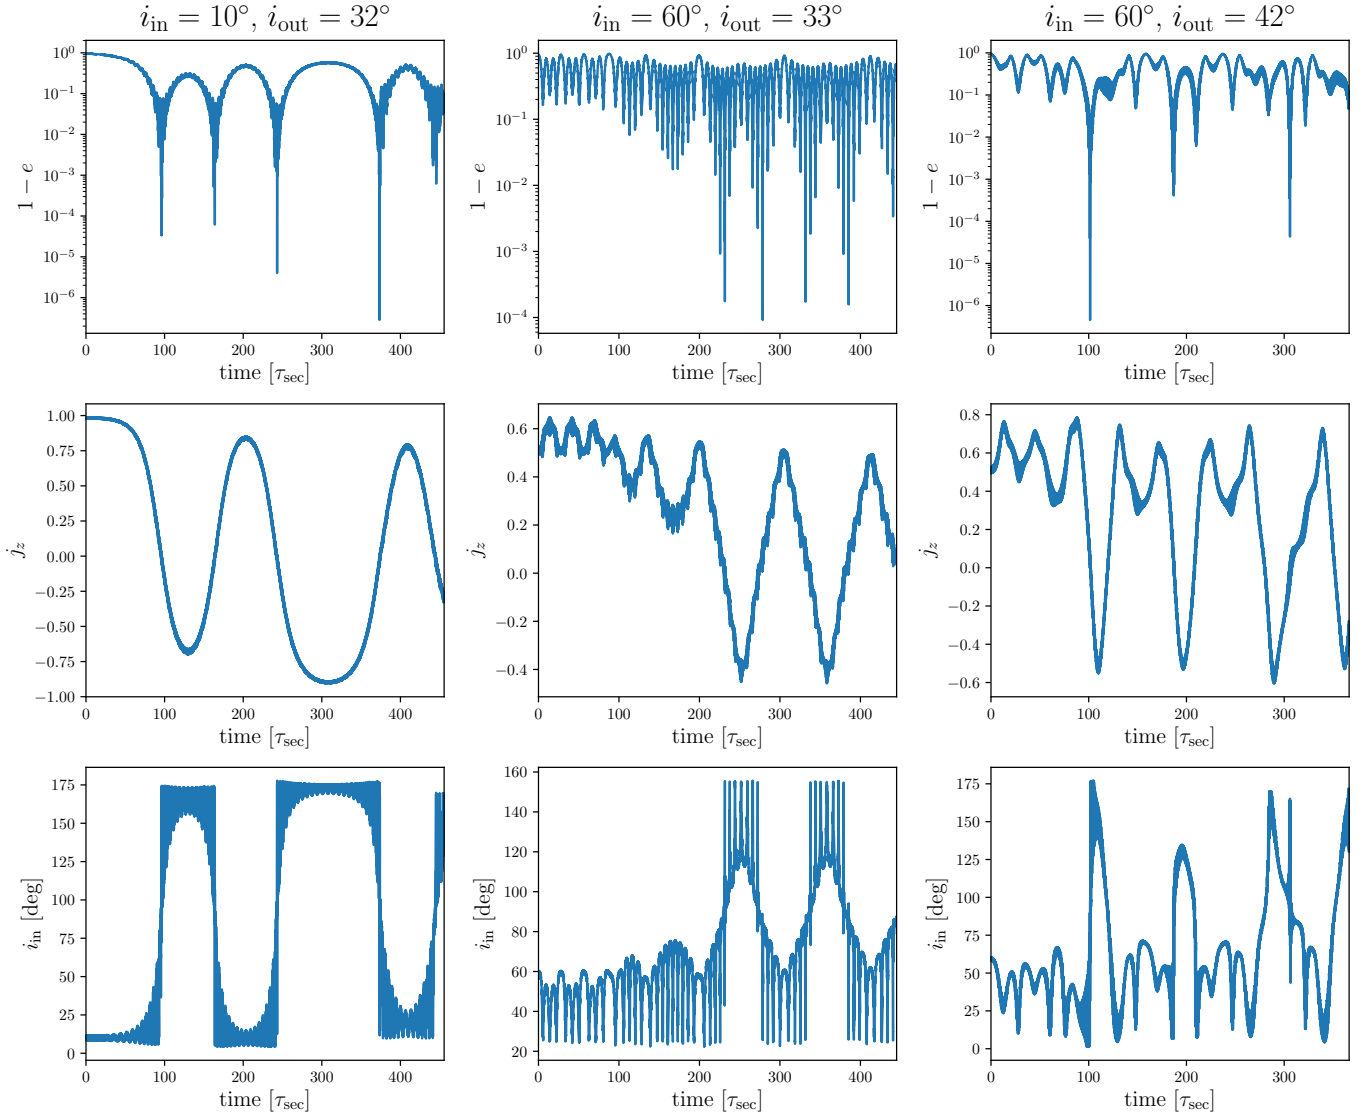 i_in = 10°, i_out = 32°
i_in = 60°, i_out = 33°
i_in = 60°, i_out = 42°
10^0
10^−1
10^−2
10^−3
10^−4
10^−5
10^−6
1 − e
0 100 200 300 400
time [τ_sec]
10^0
10^−1
10^−2
10^−3
10^−4
1 − e
0 100 200 300 400
time [τ_sec]
10^0
10^−1
10^−2
10^−3
10^−4
10^−5
10^−6
1 − e
0 100 200 300
time [τ_sec]
1.00
0.75
0.50
0.25
0.00
−0.25
−0.50
−0.75
−1.00
j_z
0 100 200 300 400
time [τ_sec]
0.6
0.4
0.2
0.0
−0.2
−0.4
j_z
0 100 200 300 400
time [τ_sec]
0.8
0.6
0.4
0.2
0.0
−0.2
−0.4
−0.6
j_z
0 100 200 300
time [τ_sec]
175
150
125
100
75
50
25
0
i_in [deg]
0 100 200 300 400
time [τ_sec]
160
140
120
100
80
60
40
20
i_in [deg]
0 100 200 300 400
time [τ_sec]
175
150
125
100
75
50
25
0
i_in [deg]
0 100 200 300
time [τ_sec]